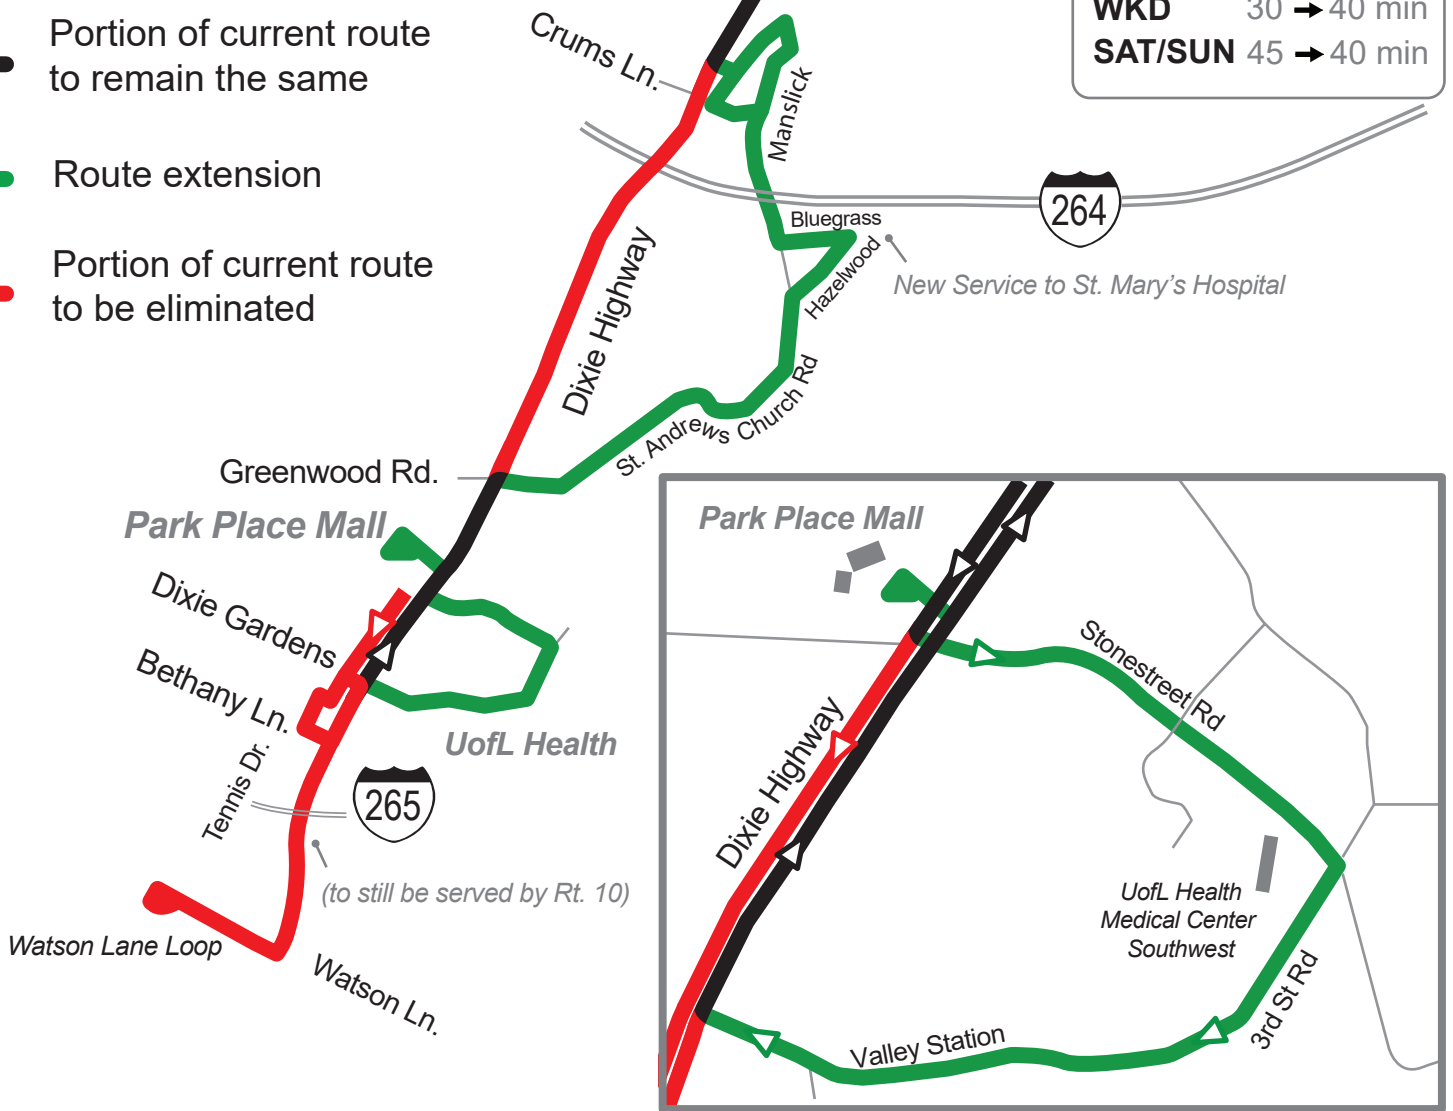 Portion of current route
to remain the same
Route extension
Portion of current route
to be eliminated
WKD 30 → 40 min
SAT/SUN 45 → 40 min
Crums Ln.
Manslick
264
Bluegrass
Hazelwood
New Service to St. Mary's Hospital
Dixie Highway
St. Andrews Church Rd
Greenwood Rd.
Park Place Mall
Dixie Gardens
Bethany Ln.
UofL Health
Tennis Dr.
265
(to still be served by Rt. 10)
Watson Lane Loop
Watson Ln.
Park Place Mall
Stonestreet Rd
Dixie Highway
UofL Health
Medical Center
Southwest
3rd St Rd
Valley Station